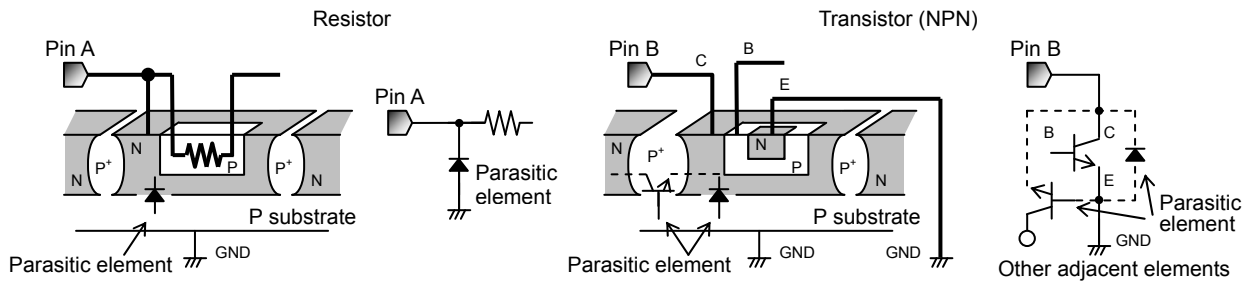 Resistor
Pin A
N
P⁺
N
P
P⁺
N
P substrate
GND
Parasitic element
Pin A
Parasitic
element
Transistor (NPN)
Pin B
C
B
E
N
P⁺
N
P
P⁺
N
P substrate
GND
Parasitic element
Pin B
B
C
E
GND
Parasitic
element
Other adjacent elements